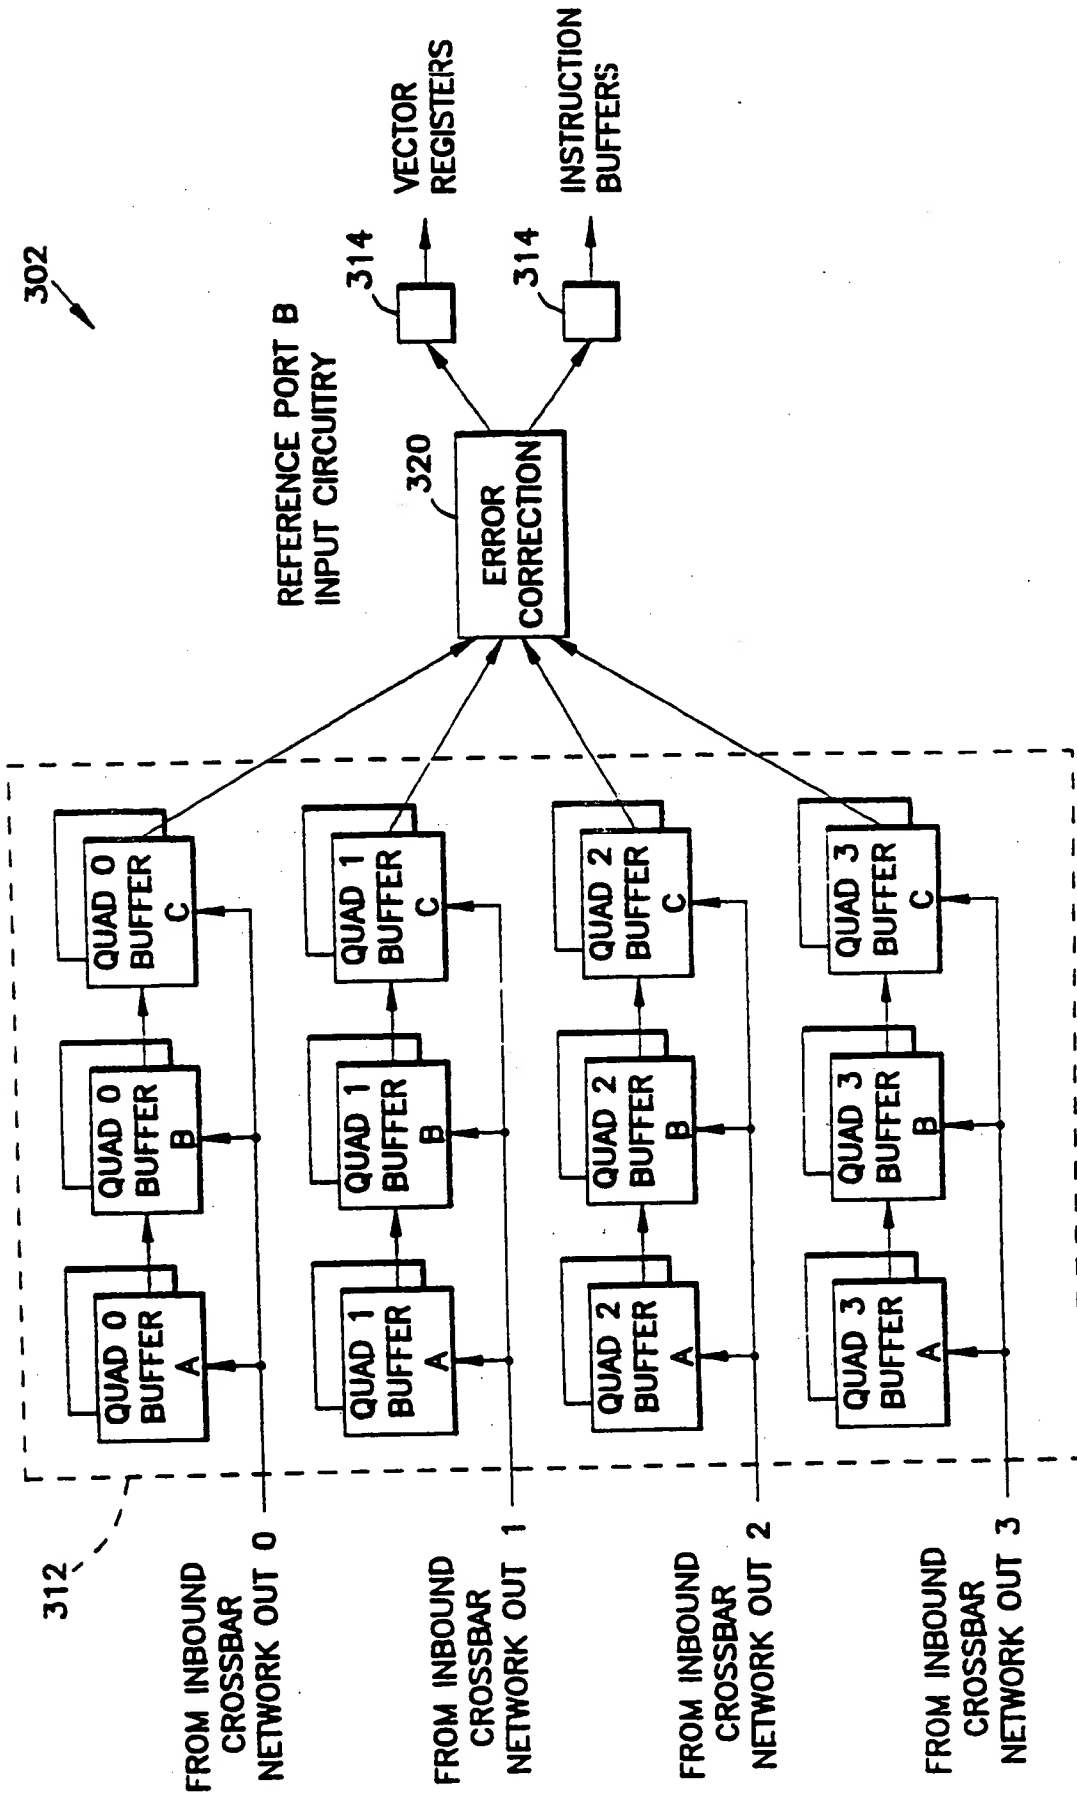 302
REFERENCE PORT B
INPUT CIRCUITRY
312
FROM INBOUND
CROSSBAR
NETWORK OUT 0
QUAD 0
BUFFER
A
QUAD 0
BUFFER
B
QUAD 0
BUFFER
C
FROM INBOUND
CROSSBAR
NETWORK OUT 1
QUAD 1
BUFFER
A
QUAD 1
BUFFER
B
QUAD 1
BUFFER
C
FROM INBOUND
CROSSBAR
NETWORK OUT 2
QUAD 2
BUFFER
A
QUAD 2
BUFFER
B
QUAD 2
BUFFER
C
FROM INBOUND
CROSSBAR
NETWORK OUT 3
QUAD 3
BUFFER
A
QUAD 3
BUFFER
B
QUAD 3
BUFFER
C
320
ERROR
CORRECTION
314
VECTOR
REGISTERS
314
INSTRUCTION
BUFFERS